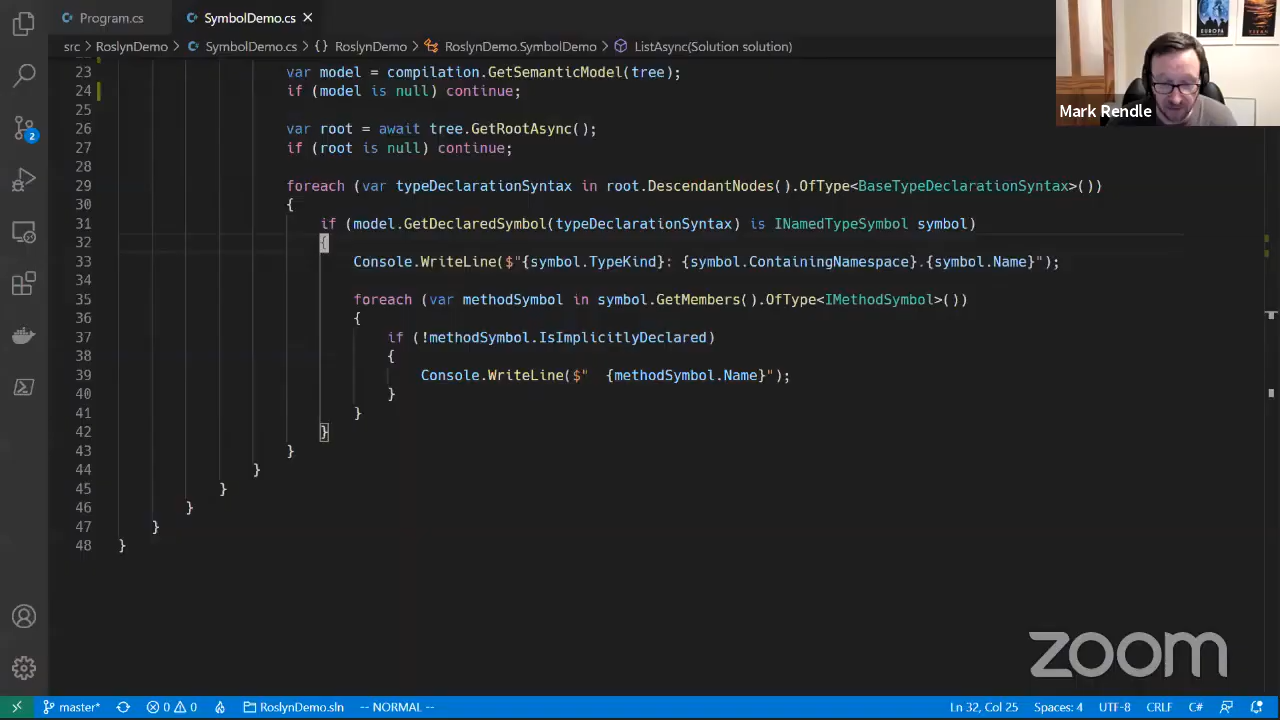 Program.cs
SymbolDemo.cs
src > RoslynDemo > SymbolDemo.cs > {} RoslynDemo > RoslynDemo.SymbolDemo > ListAsync(Solution solution)
EUROPA
TITAN
Mark Rendle
23 var model = compilation.GetSemanticModel(tree);
24 if (model is null) continue;
25
26 var root = await tree.GetRootAsync();
27 if (root is null) continue;
28
29 foreach (var typeDeclarationSyntax in root.DescendantNodes().OfType<BaseTypeDeclarationSyntax>())
30 {
31 if (model.GetDeclaredSymbol(typeDeclarationSyntax) is INamedTypeSymbol symbol)
32 {
33 Console.WriteLine($"{symbol.TypeKind}: {symbol.ContainingNamespace}.{symbol.Name}");
34
35 foreach (var methodSymbol in symbol.GetMembers().OfType<IMethodSymbol>())
36 {
37 if (!methodSymbol.IsImplicitlyDeclared)
38 {
39 Console.WriteLine($"  {methodSymbol.Name}");
40 }
41 }
42 }
43 }
44 }
45 }
46 }
47 }
48 }
2
zoom
master* 0 0 RoslynDemo.sln -- NORMAL -- Ln 32, Col 25 Spaces: 4 UTF-8 CRLF C#